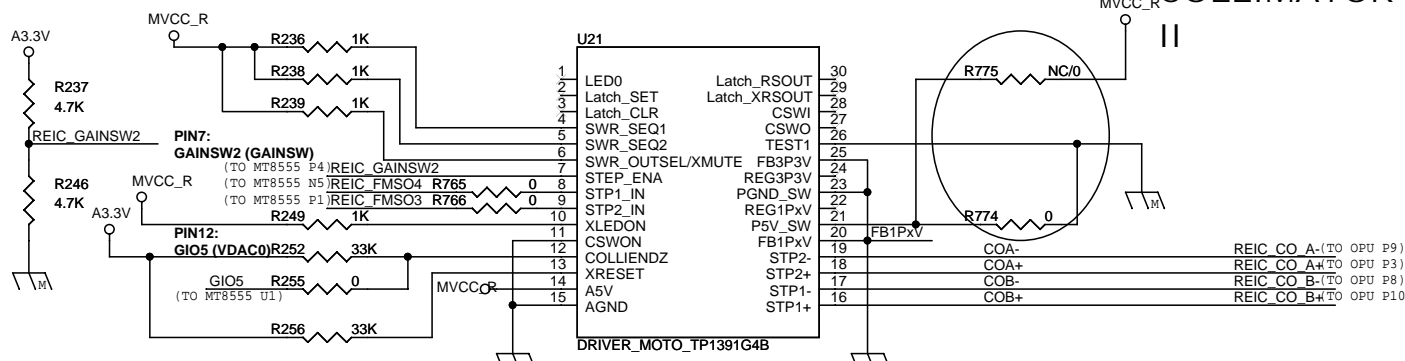 MVCC_R
II
MVCC_R
A3.3V
R236 1K
R238 1K
R239 1K
R237
4.7K
REIC_GAINSW2
R246
4.7K
PIN7:
GAINSW2 (GAINSW)
(TO MT8555 P4) REIC_GAINSW2
(TO MT8555 N5) REIC_FMSO4 R765 0
(TO MT8555 P1) REIC_FMSO3 R766 0
MVCC_R
R249 1K
A3.3V
PIN12:
GIO5 (VDAC0) R252 33K
GIO5 R255 0
(TO MT8555 U1)
R256 33K
MVCC_R
U21
1 LED0
2 Latch_SET
3 Latch_CLR
4 SWR_SEQ1
5 SWR_SEQ2
6 SWR_OUTSEL/XMUTE
7 STEP_ENA
8 STP1_IN
9 STP2_IN
10 XLEDON
11 CSWON
12 COLLIENDZ
13 XRESET
14 A5V
15 AGND
Latch_RSOUT 30
Latch_XRSOUT 29
CSWI 28
CSWO 27
TEST1 26
FB3P3V 25
REG3P3V 24
PGND_SW 23
REG1PxV 22
P5V_SW 21
FB1PxV 20
STP2- 19
STP2+ 18
STP1- 17
STP1+ 16
DRIVER_MOTO_TP1391G4B
R775 NC/0
R774 0
M
M
FB1PxV
COA- REIC_CO_A- (TO OPU P9)
COA+ REIC_CO_A+ (TO OPU P3)
COB- REIC_CO_B- (TO OPU P8)
COB+ REIC_CO_B+ (TO OPU P10